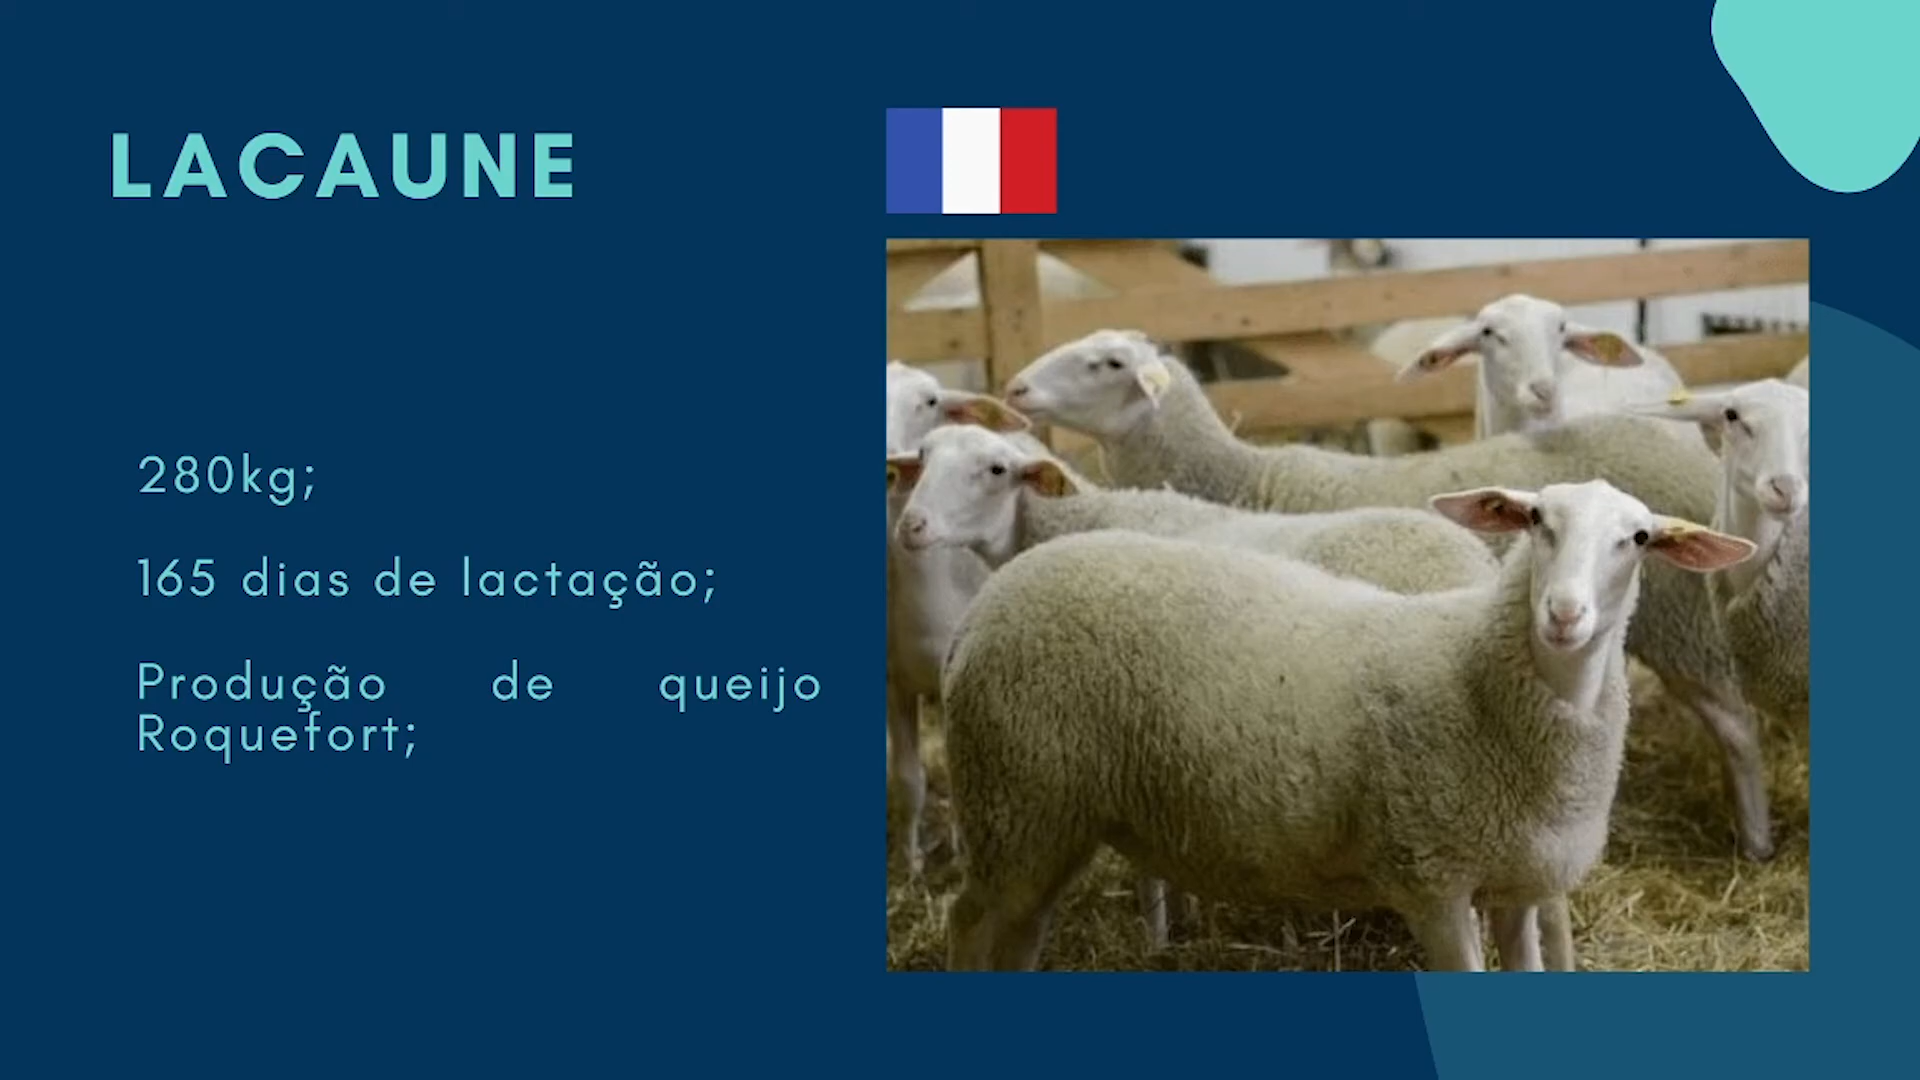 LACAUNE
280kg;
165 dias de lactação;
Produção de queijo
Roquefort;